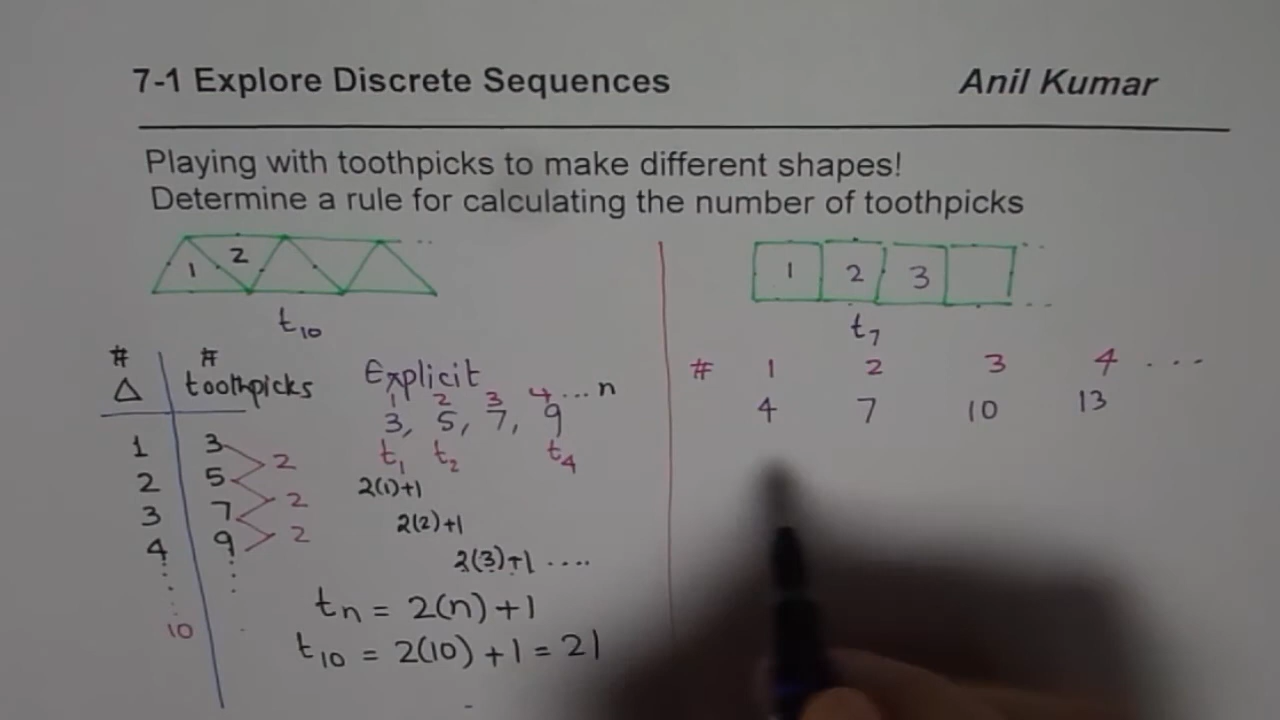 7-1 Explore Discrete Sequences Anil Kumar
Playing with toothpicks to make different shapes!
Determine a rule for calculating the number of toothpicks
1 2
t10
# #
Δ toothpicks
1 3
2 5
3 7
4 9
10
2
2
2
Explicit
1 2 3 4 ... n
3, 5, 7, 9
t1 t2 t4
2(1)+1
2(2)+1
2(3)+1 ....
tn = 2(n)+1
t10 = 2(10)+1 = 21
1 2 3
t7
# 1 2 3 4 ....
4 7 10 13